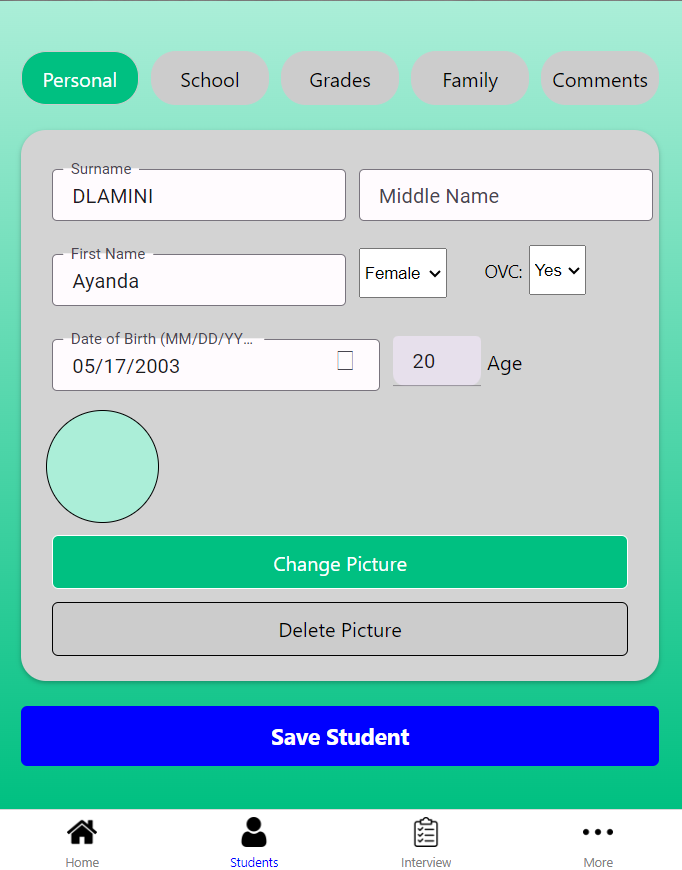 Personal School Grades Family Comments
Surname
DLAMINI Middle Name
First Name
Ayanda Female OVC: Yes
Date of Birth (MM/DD/YY...
05/17/2003 20 Age
Change Picture
Delete Picture
Save Student
Home Students Interview More